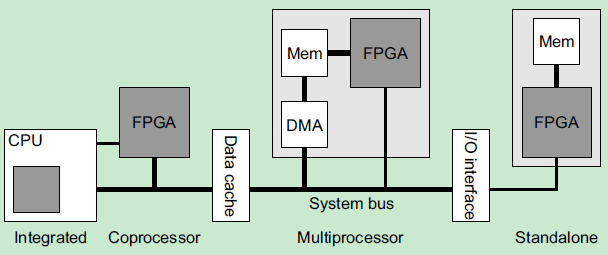 Mem
FPGA
Mem
FPGA
CPU
DMA
FPGA
Data cache
I/O interface
System bus
Integrated
Coprocessor
Multiprocessor
Standalone